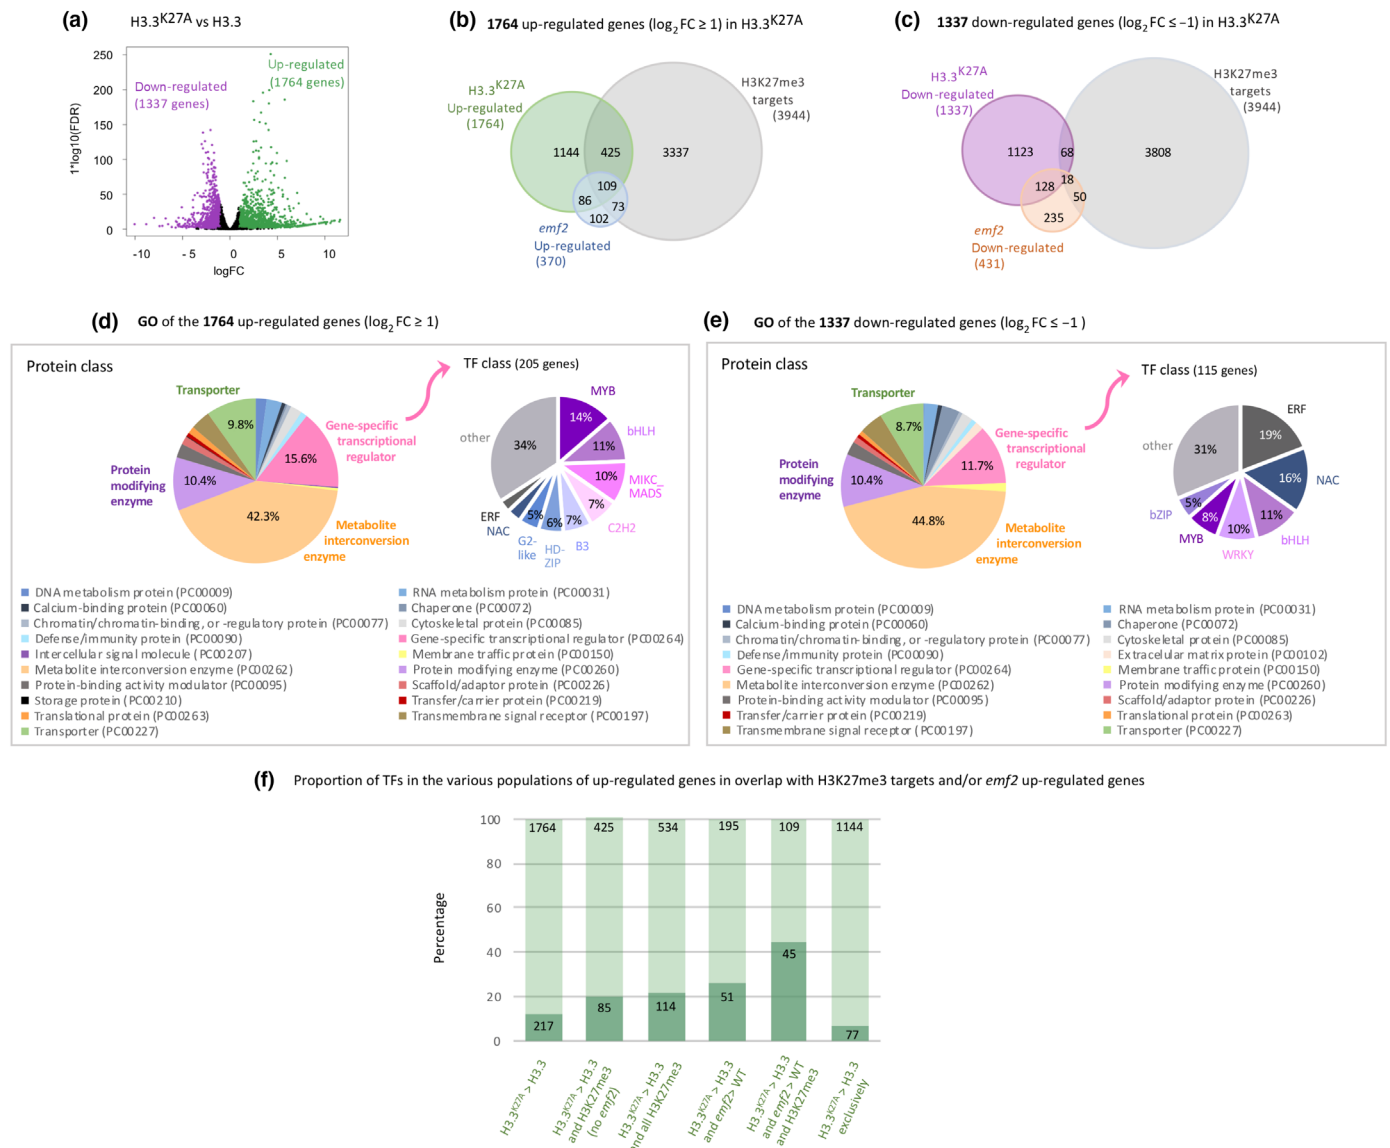 (a) H3.3K27A vs H3.3
Up-regulated
(1764 genes)
Down-regulated
(1337 genes)
1*log10(FDR)
250
200
150
100
50
0
-10 -5 0 5 10
logFC
(b) 1764 up-regulated genes (log2 FC ≥ 1) in H3.3K27A
H3.3K27A
Up-regulated
(1764)
H3K27me3
targets
(3944)
1144 425 3337
109
86 73
102
emf2
Up-regulated
(370)
(c) 1337 down-regulated genes (log2 FC ≤ −1) in H3.3K27A
H3.3K27A
Down-regulated
(1337)
H3K27me3
targets
(3944)
1123 68 3808
18
128 50
235
emf2
Down-regulated
(431)
(d) GO of the 1764 up-regulated genes (log2 FC ≥ 1)
Protein class
Transporter
9.8%
Gene-specific
transcriptional
regulator
15.6%
Protein
modifying
enzyme
10.4%
42.3%
Metabolite
interconversion
enzyme
TF class (205 genes)
MYB
14%
bHLH
11%
MIKC_
MADS
10%
C2H2
7%
B3
7%
HD-
ZIP
6%
G2-
like
5%
NAC
ERF
other
34%
DNA metabolism protein (PC00009)
Calcium-binding protein (PC00060)
Chromatin/chromatin-binding, or -regulatory protein (PC00077)
Defense/immunity protein (PC00090)
Intercellular signal molecule (PC00207)
Metabolite interconversion enzyme (PC00262)
Protein-binding activity modulator (PC00095)
Storage protein (PC00210)
Translational protein (PC00263)
Transporter (PC00227)
RNA metabolism protein (PC00031)
Chaperone (PC00072)
Cytoskeletal protein (PC00085)
Gene-specific transcriptional regulator (PC00264)
Membrane traffic protein (PC00150)
Protein modifying enzyme (PC00260)
Scaffold/adaptor protein (PC00226)
Transfer/carrier protein (PC00219)
Transmembrane signal receptor (PC00197)
(e) GO of the 1337 down-regulated genes (log2 FC ≤ −1 )
Protein class
Transporter
8.7%
Gene-specific
transcriptional
regulator
11.7%
Protein
modifying
enzyme
10.4%
44.8%
Metabolite
interconversion
enzyme
TF class (115 genes)
ERF
19%
NAC
16%
bHLH
11%
WRKY
10%
MYB
8%
bZIP
5%
other
31%
DNA metabolism protein (PC00009)
Calcium-binding protein (PC00060)
Chromatin/chromatin-binding, or -regulatory protein (PC00077)
Defense/immunity protein (PC00090)
Gene-specific transcriptional regulator (PC00264)
Metabolite interconversion enzyme (PC00262)
Protein-binding activity modulator (PC00095)
Transfer/carrier protein (PC00219)
Transmembrane signal receptor (PC00197)
RNA metabolism protein (PC00031)
Chaperone (PC00072)
Cytoskeletal protein (PC00085)
Extracelular matrix protein (PC00102)
Membrane traffic protein (PC00150)
Protein modifying enzyme (PC00260)
Scaffold/adaptor protein (PC00226)
Translational protein (PC00263)
Transporter (PC00227)
(f) Proportion of TFs in the various populations of up-regulated genes in overlap with H3K27me3 targets and/or emf2 up-regulated genes
Percentage
100
80
60
40
20
0
1764 425 534 195 109 1144
217 85 114 51 45 77
H3.3K27A > H3.3
H3.3K27A > H3.3
and H3K27me3
(no emf2)
H3.3K27A > H3.3
and all H3K27me3
H3.3K27A > H3.3
and emf2> WT
H3.3K27A > H3.3
and emf2 > WT
and H3K27me3
H3.3K27A > H3.3
exclusively